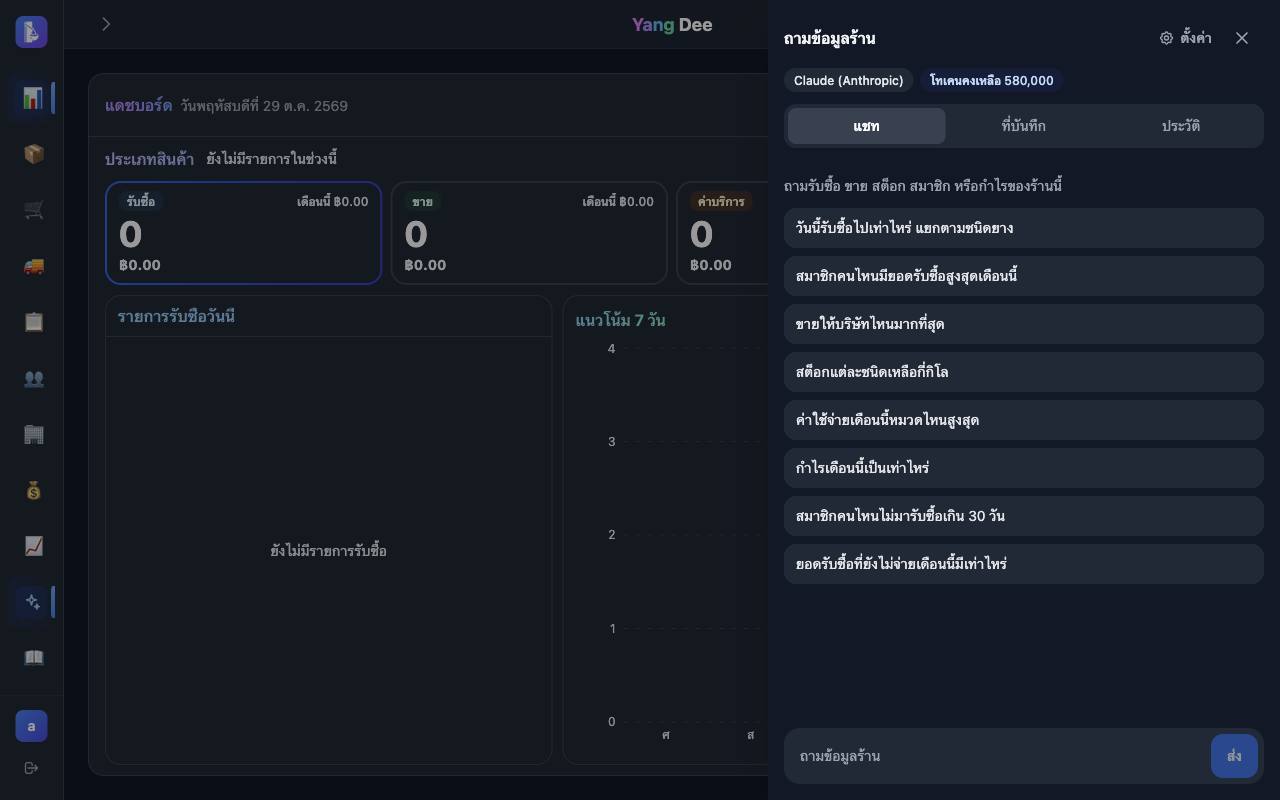 Yang Dee
แดชบอร์ด วันพฤหัสบดีที่ 29 ต.ค. 2569
ประเภทสินค้า ยังไม่มีรายการในช่วงนี้
รับซื้อ เดือนนี้ ฿0.00
0
฿0.00
ขาย เดือนนี้ ฿0.00
0
฿0.00
ค่าบริการ
0
฿0.00
รายการรับซื้อวันนี้
ยังไม่มีรายการรับซื้อ
แนวโน้ม 7 วัน
4
3
2
1
0
ศ ส
a
ถามข้อมูลร้าน ตั้งค่า
Claude (Anthropic) โทเคนคงเหลือ 580,000
แชท ที่บันทึก ประวัติ
ถามรับซื้อ ขาย สต็อก สมาชิก หรือกำไรของร้านนี้
วันนี้รับซื้อไปเท่าไหร่ แยกตามชนิดยาง
สมาชิกคนไหนมียอดรับซื้อสูงสุดเดือนนี้
ขายให้บริษัทไหนมากที่สุด
สต็อกแต่ละชนิดเหลือกี่กิโล
ค่าใช้จ่ายเดือนนี้หมวดไหนสูงสุด
กำไรเดือนนี้เป็นเท่าไหร่
สมาชิกคนไหนไม่มารับซื้อเกิน 30 วัน
ยอดรับซื้อที่ยังไม่จ่ายเดือนนี้มีเท่าไหร่
ถามข้อมูลร้าน ส่ง